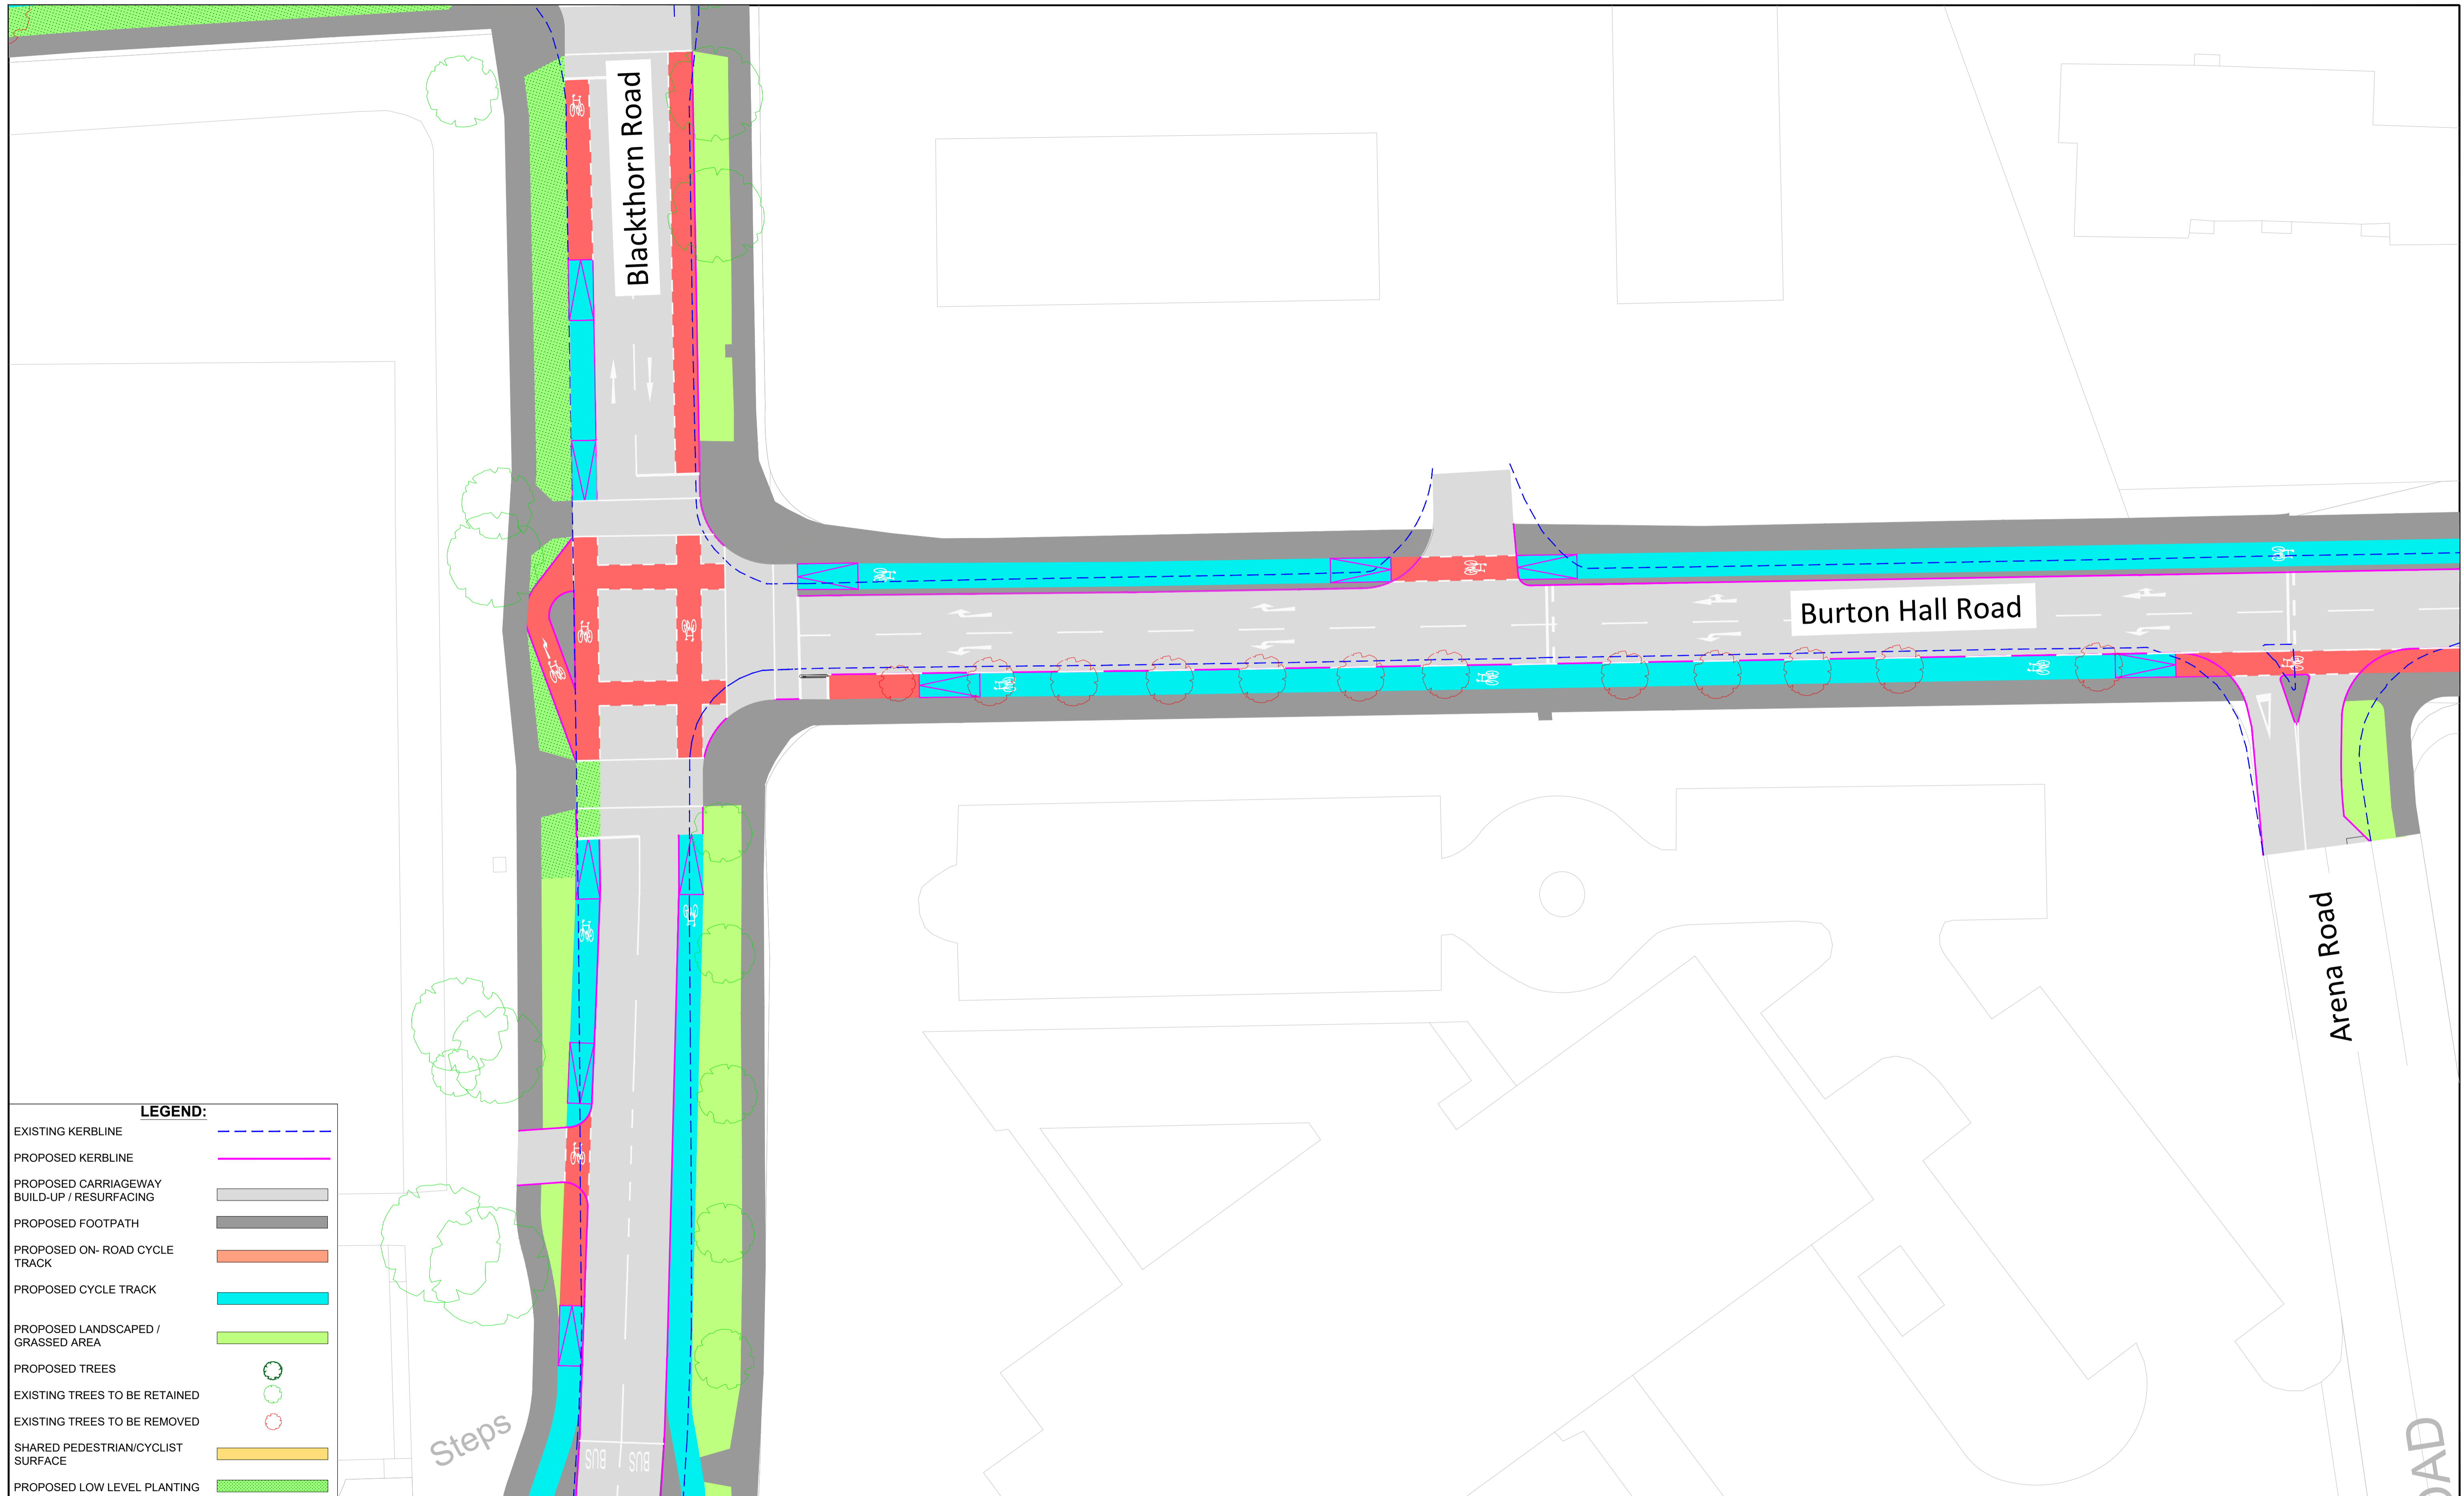 Blackthorn Road
Burton Hall Road
Arena Road
LEGEND:
EXISTING KERBLINE
PROPOSED KERBLINE
PROPOSED CARRIAGEWAY
BUILD-UP / RESURFACING
PROPOSED FOOTPATH
PROPOSED ON- ROAD CYCLE
TRACK
PROPOSED CYCLE TRACK
PROPOSED LANDSCAPED /
GRASSED AREA
PROPOSED TREES
EXISTING TREES TO BE RETAINED
EXISTING TREES TO BE REMOVED
SHARED PEDESTRIAN/CYCLIST
SURFACE
PROPOSED LOW LEVEL PLANTING
Steps
BUS
BUS
OAD